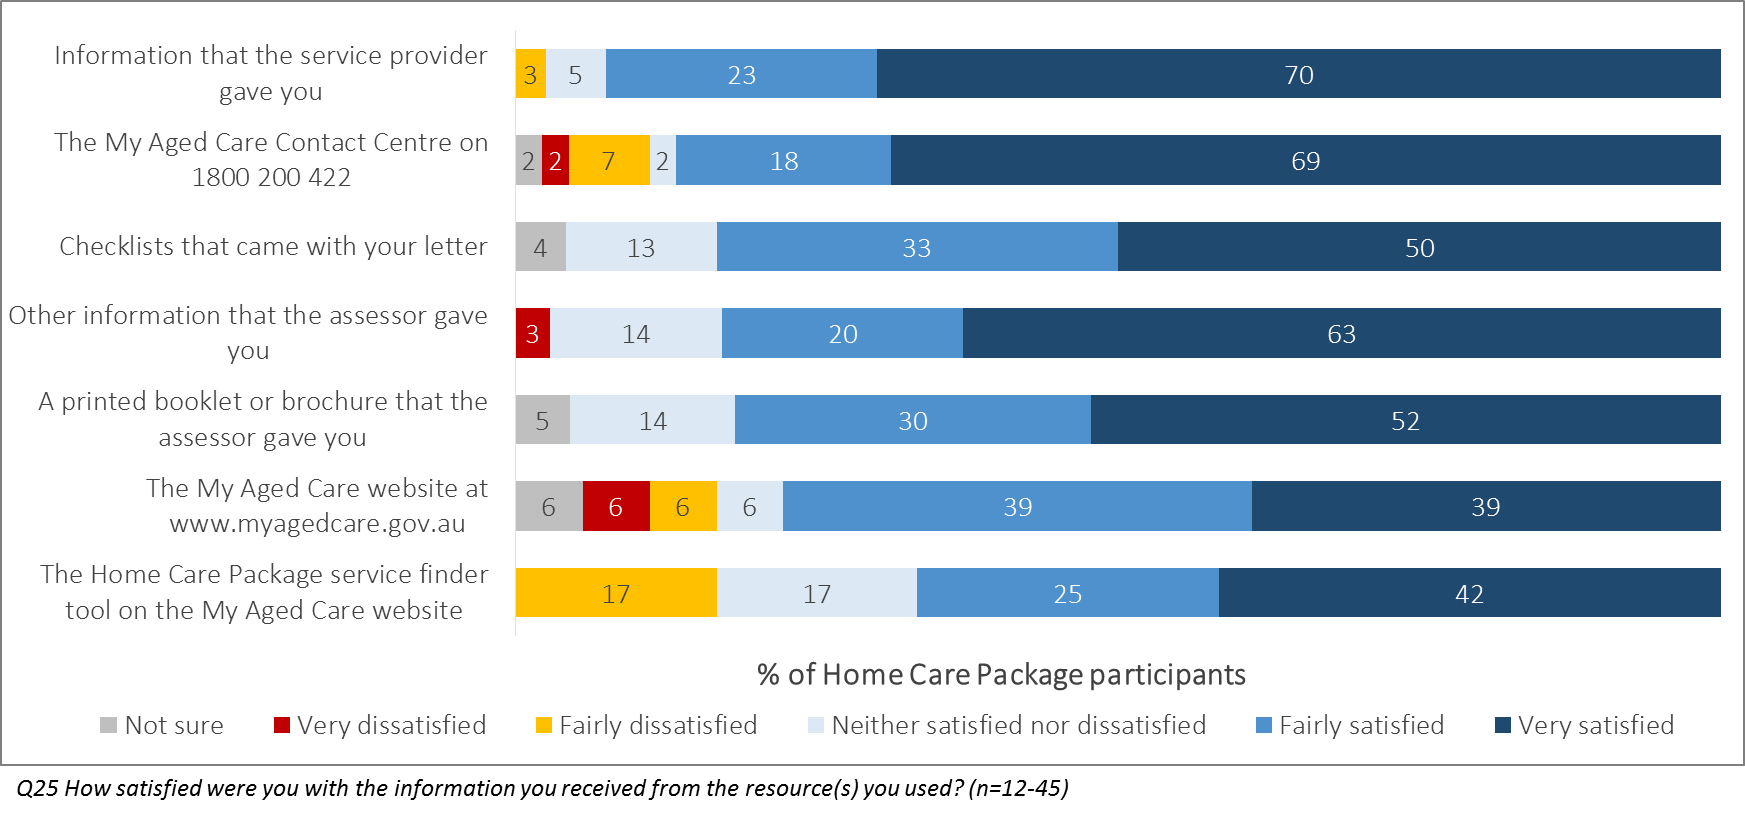 Information that the service provider
gave you
3 5 23 70
The My Aged Care Contact Centre on
1800 200 422
2 2 7 2 18 69
Checklists that came with your letter
4 13 33 50
Other information that the assessor gave
you
3 14 20 63
A printed booklet or brochure that the
assessor gave you
5 14 30 52
The My Aged Care website at
www.myagedcare.gov.au
6 6 6 6 39 39
The Home Care Package service finder
tool on the My Aged Care website
17 17 25 42
% of Home Care Package participants
Not sure Very dissatisfied Fairly dissatisfied Neither satisfied nor dissatisfied Fairly satisfied Very satisfied
Q25 How satisfied were you with the information you received from the resource(s) you used? (n=12-45)